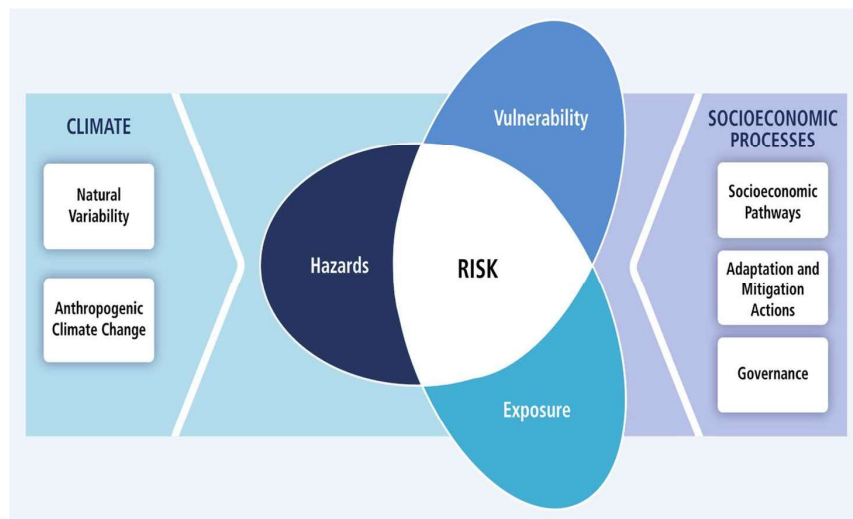 CLIMATE
Natural
Variability
Anthropogenic
Climate Change
Vulnerability
Hazards
RISK
Exposure
SOCIOECONOMIC
PROCESSES
Socioeconomic
Pathways
Adaptation and
Mitigation
Actions
Governance